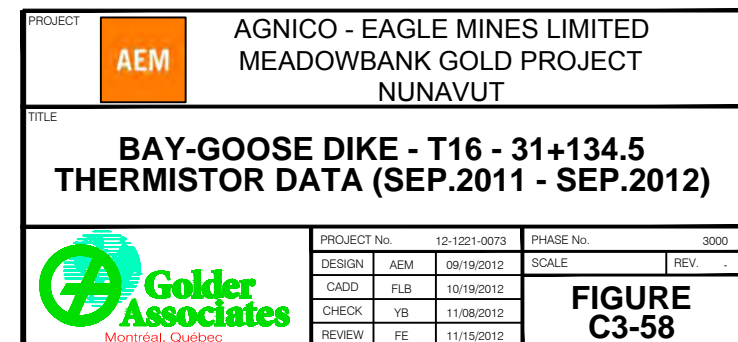 PROJECT
AEM
AGNICO - EAGLE MINES LIMITED
MEADOWBANK GOLD PROJECT
NUNAVUT
TITLE
BAY-GOOSE DIKE - T16 - 31+134.5
THERMISTOR DATA (SEP.2011 - SEP.2012)
Golder
Associates
Montréal, Québec
PROJECT No. 12-1221-0073 PHASE No. 3000
DESIGN AEM 09/19/2012 SCALE REV. -
CADD FLB 10/19/2012
CHECK YB 11/08/2012
REVIEW FE 11/15/2012
FIGURE
C3-58